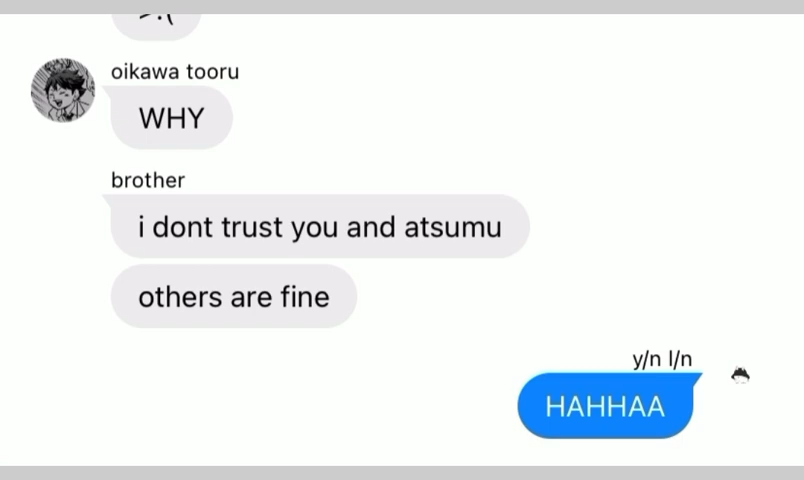 oikawa tooru
WHY
brother
i dont trust you and atsumu
others are fine
y/n l/n
HAHHAA